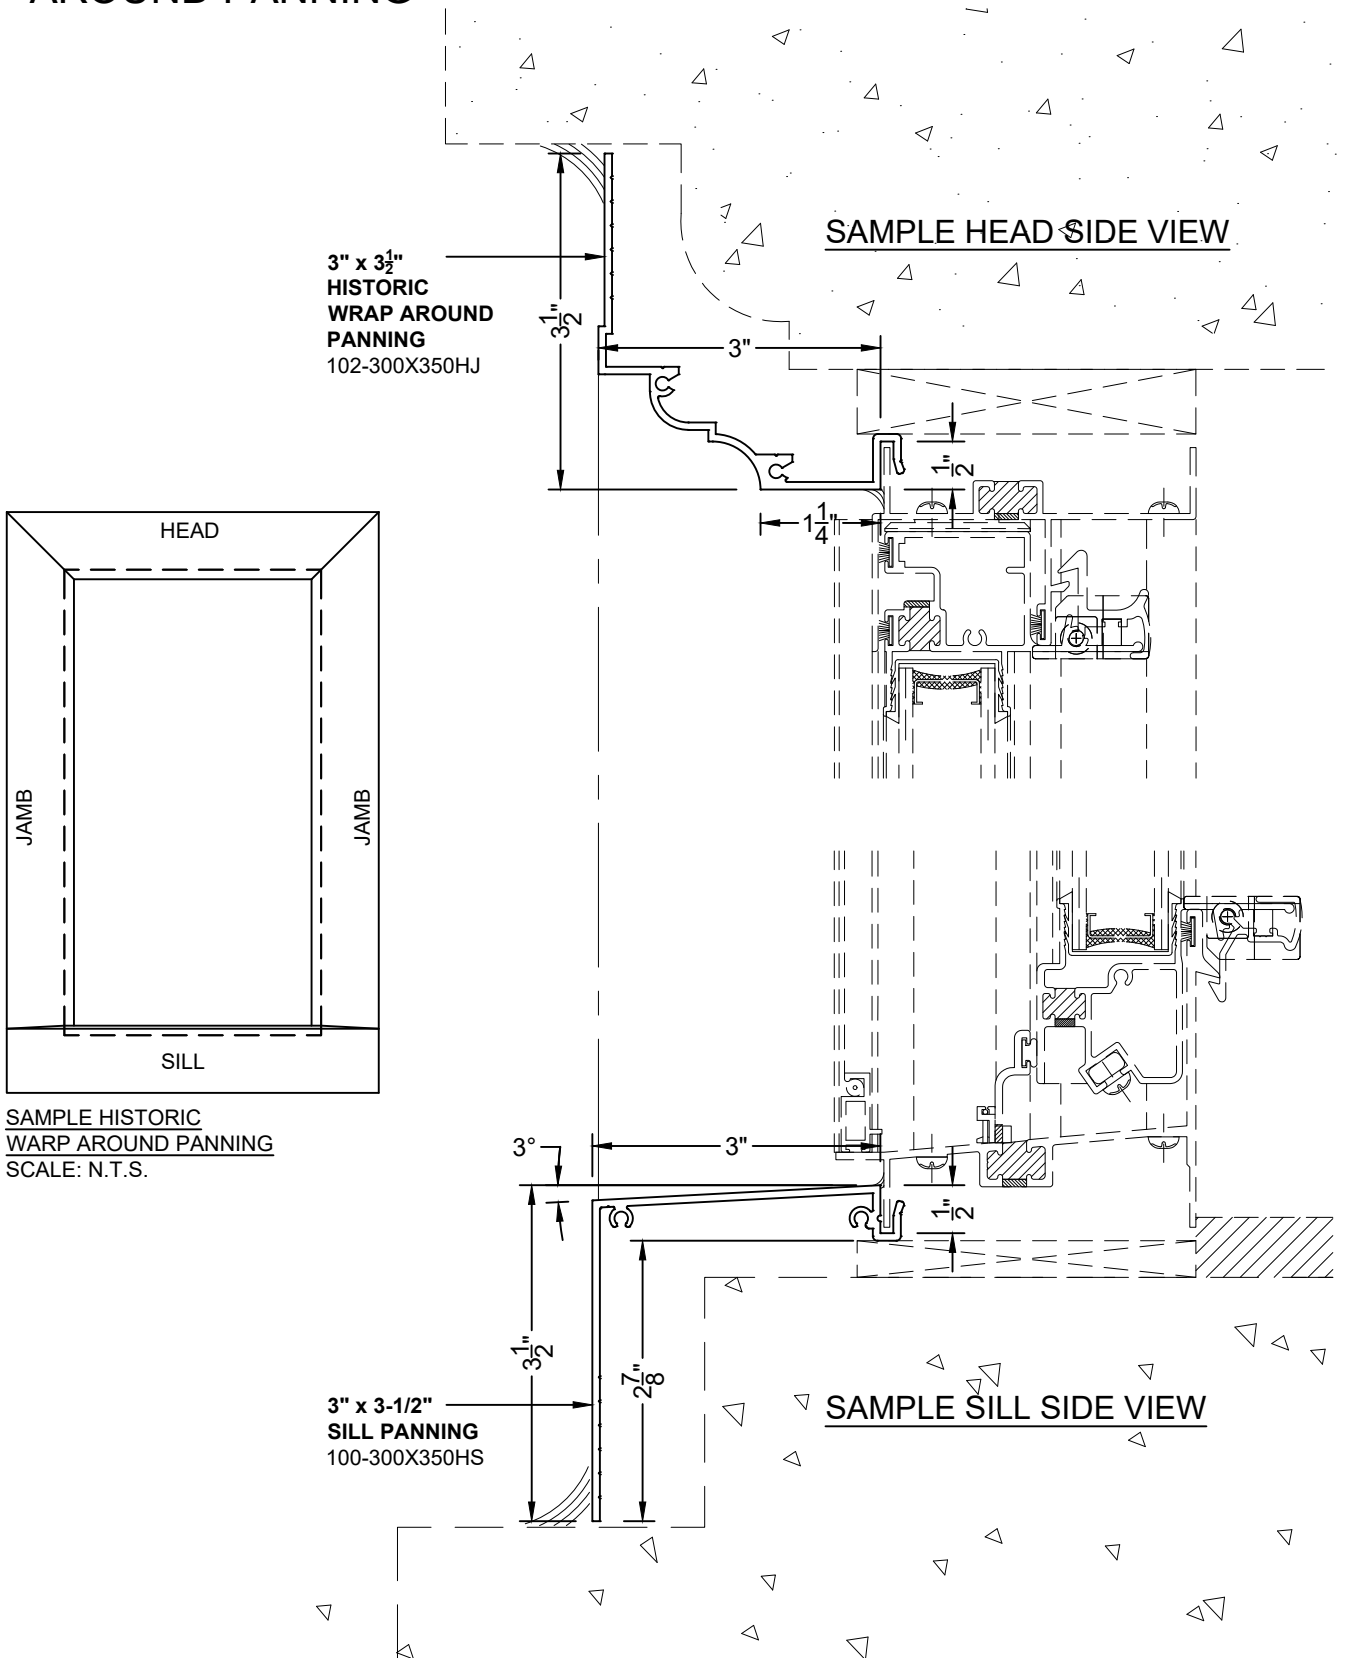 AROUND PANNING
SAMPLE HEAD SIDE VIEW
3" x 3½"
HISTORIC
WRAP AROUND
PANNING
102-300X350HJ
3½"
3"
½"
1¼"
HEAD
JAMB
JAMB
SILL
SAMPLE HISTORIC
WARP AROUND PANNING
SCALE: N.T.S.
3°
3"
½"
3½"
2⅞"
3" x 3-1/2"
SILL PANNING
100-300X350HS
SAMPLE SILL SIDE VIEW